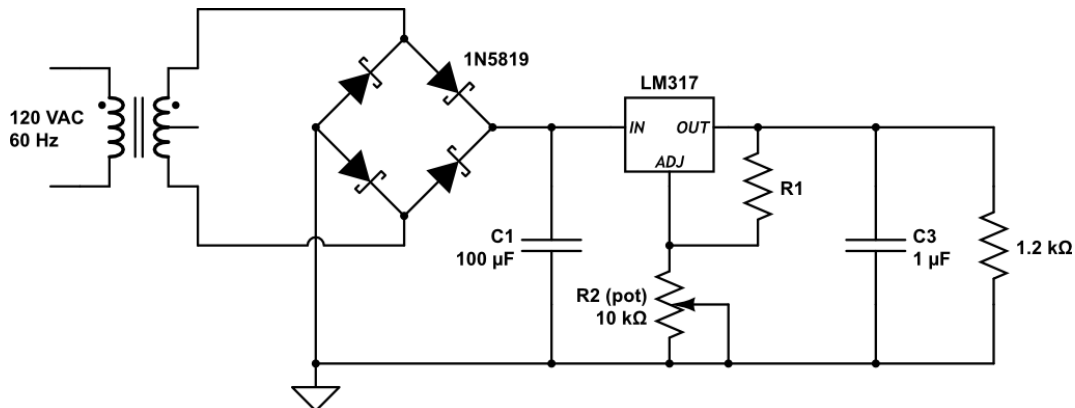 120 VAC
60 Hz
1N5819
LM317
IN
OUT
ADJ
R1
C1
100 µF
R2 (pot)
10 kΩ
C3
1 µF
1.2 kΩ